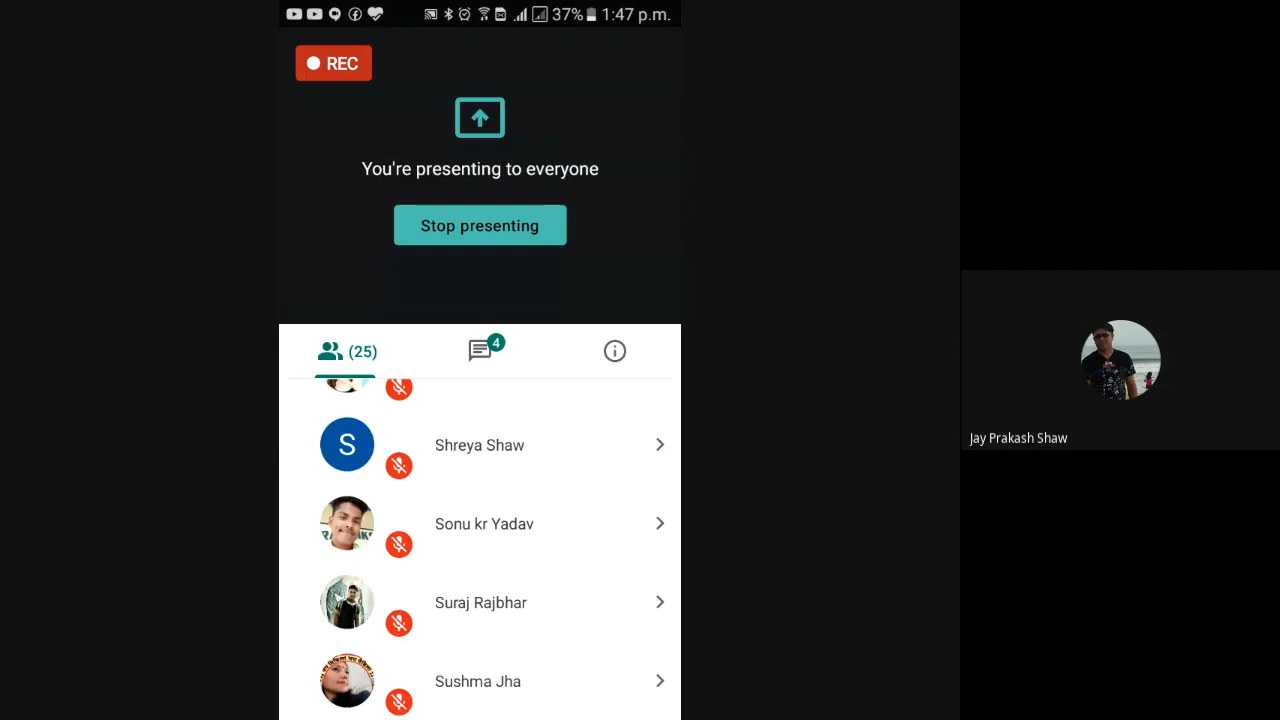 37% 1:47 p.m.
REC
You're presenting to everyone
Stop presenting
(25)
4
S
Shreya Shaw
Sonu kr Yadav
Suraj Rajbhar
Sushma Jha
Jay Prakash Shaw